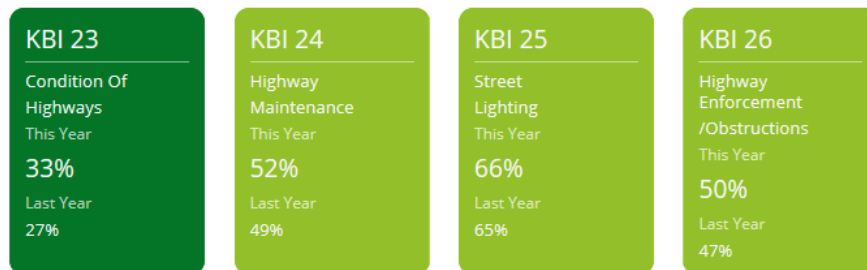 KBI 23
Condition Of
Highways
This Year
33%
Last Year
27%
KBI 24
Highway
Maintenance
This Year
52%
Last Year
49%
KBI 25
Street
Lighting
This Year
66%
Last Year
65%
KBI 26
Highway
Enforcement
/Obstructions
This Year
50%
Last Year
47%